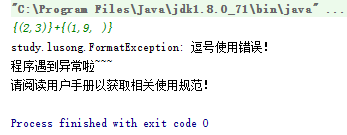 "C:\Program Files\Java\jdk1.8.0_71\bin\java" ...
{(2,3)}+{(1,9, )}
study.lusong.FormatException: 逗号使用错误!
程序遇到异常啦~~~
请阅读用户手册以获取相关使用规范!
Process finished with exit code 0